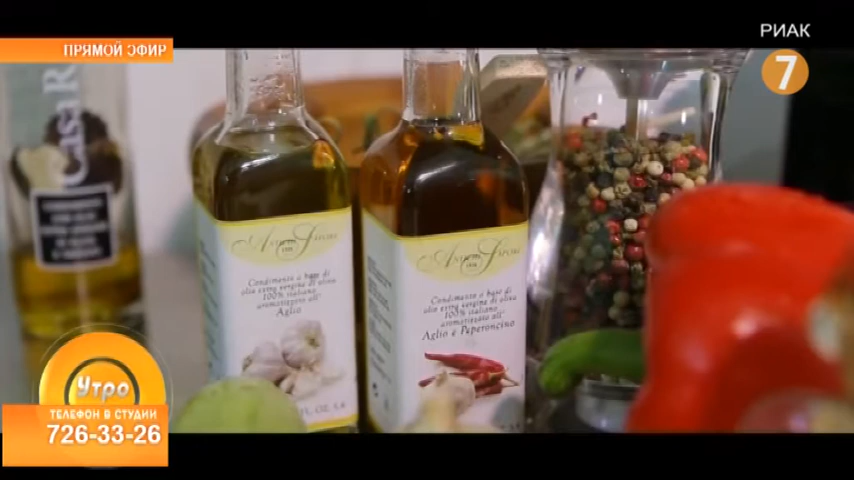 РИАК
ПРЯМОЙ ЭФИР
7
Casa R
Condimento a base di
olio extra vergine di oliva
100% italiano
aromatizzato all'
Aglio
Condimento a base di
olio extra vergine di oliva
100% italiano
aromatizzato all'
Aglio e Peperoncino
Утро
ТЕЛЕФОН В СТУДИИ
726-33-26